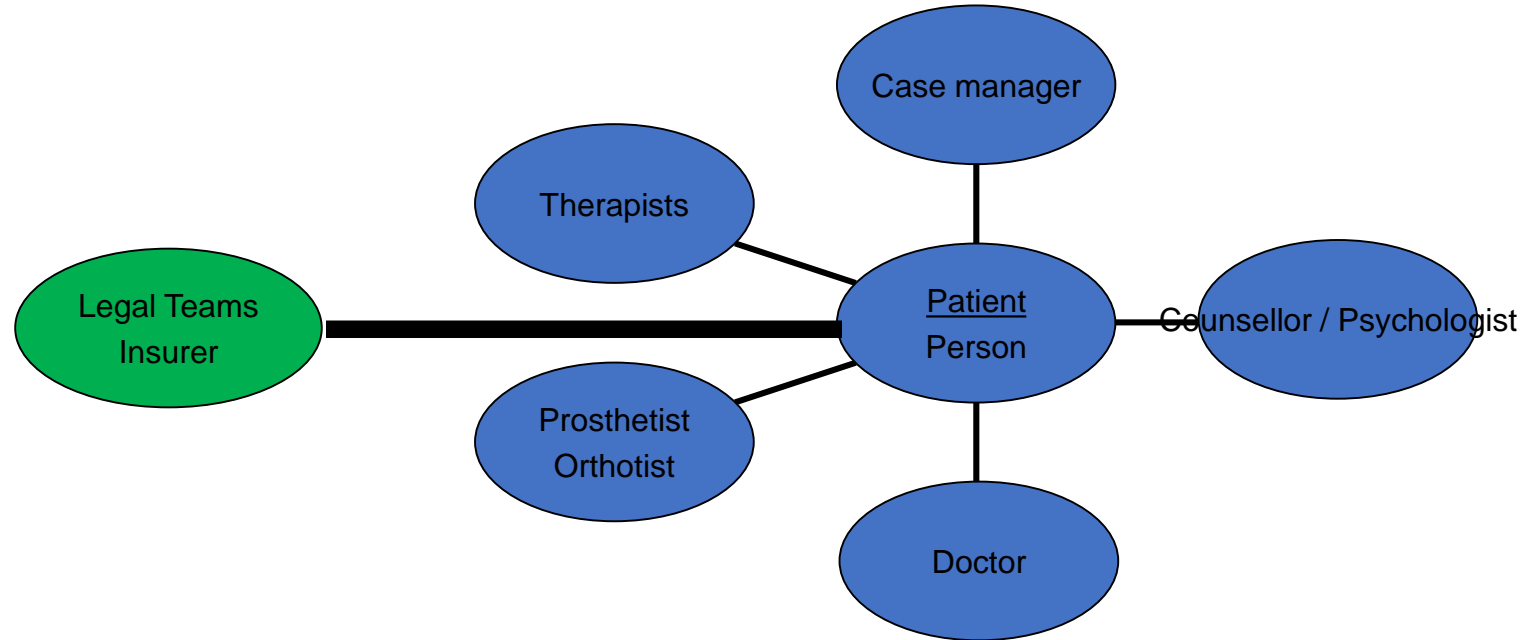 Case manager
Therapists
Legal Teams
Insurer
Patient
Person
Counsellor / Psychologist
Prosthetist
Orthotist
Doctor